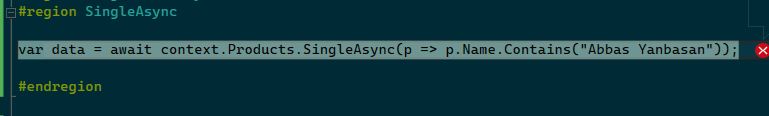 #region SingleAsync
var data = await context.Products.SingleAsync(p => p.Name.Contains("Abbas Yanbasan"));
#endregion